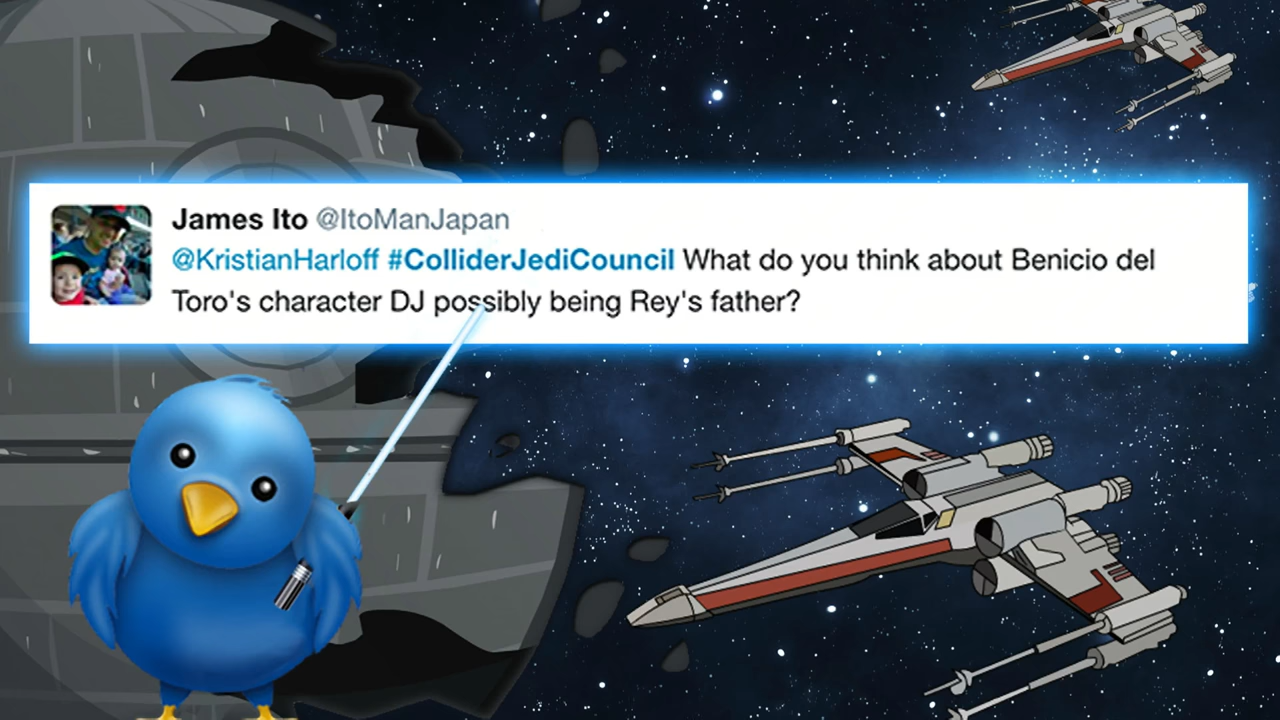 James Ito @ItoManJapan
@KristianHarloff #ColliderJediCouncil What do you think about Benicio del
Toro's character DJ possibly being Rey's father?